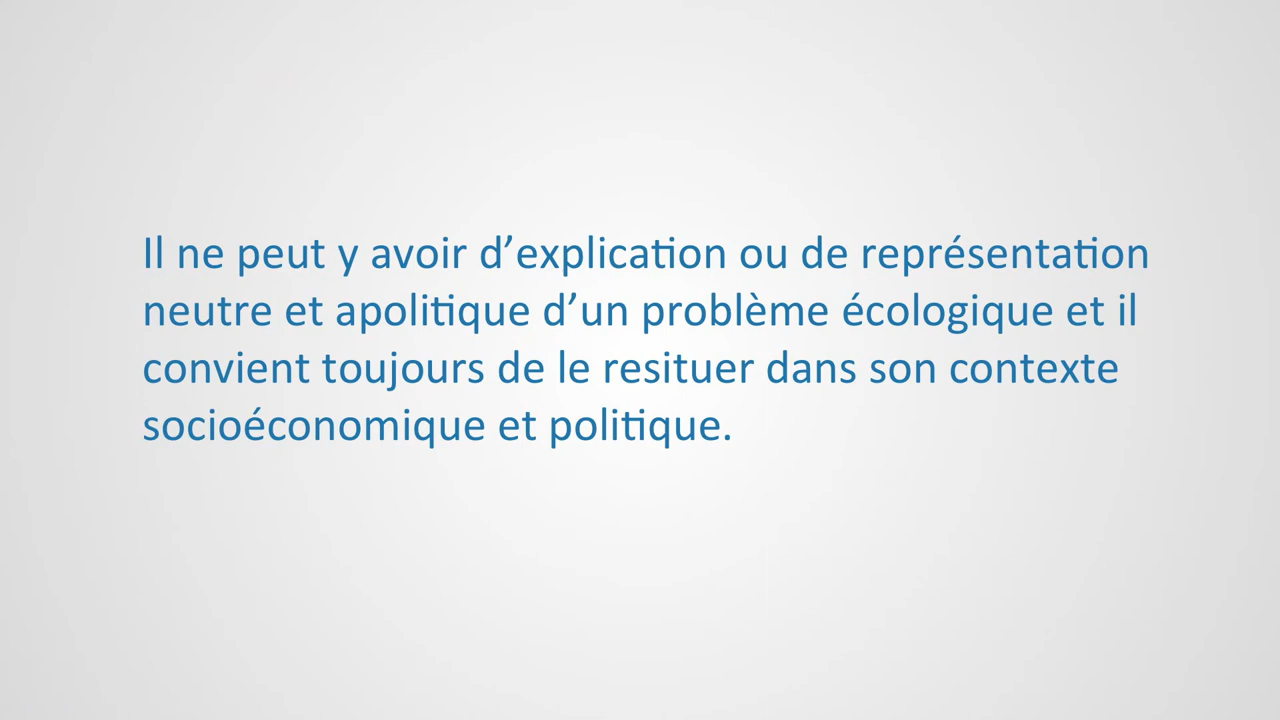 Il ne peut y avoir d’explication ou de représentation
neutre et apolitique d’un problème écologique et il
convient toujours de le resituer dans son contexte
socioéconomique et politique.